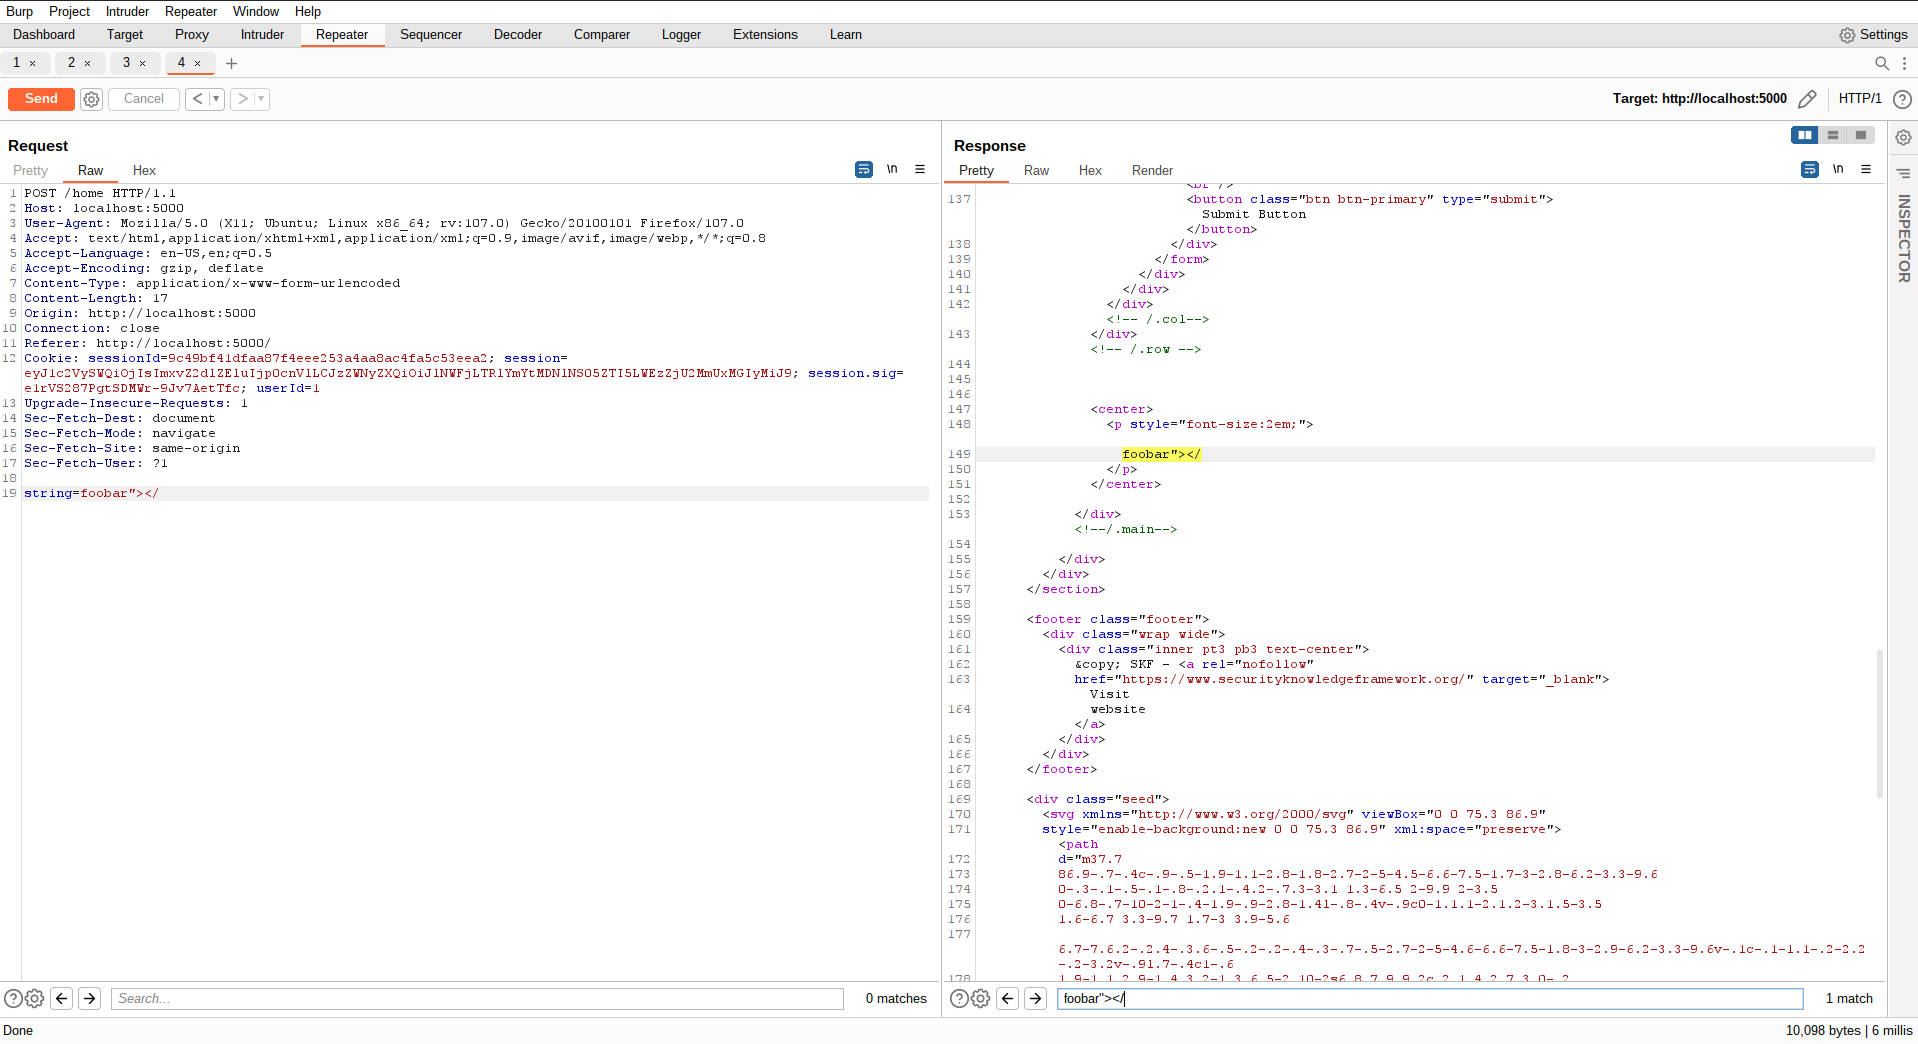 Burp Project Intruder Repeater Window Help
Dashboard Target Proxy Intruder Repeater Sequencer Decoder Comparer Logger Extensions Learn Settings
1 × 2 × 3 × 4 × +
Send Cancel < > Target: http://localhost:5000 HTTP/1 ?
Request
Pretty Raw Hex \n
1 POST /home HTTP/1.1
2 Host: localhost:5000
3 User-Agent: Mozilla/5.0 (X11; Ubuntu; Linux x86_64; rv:107.0) Gecko/20100101 Firefox/107.0
4 Accept: text/html,application/xhtml+xml,application/xml;q=0.9,image/avif,image/webp,*/*;q=0.8
5 Accept-Language: en-US,en;q=0.5
6 Accept-Encoding: gzip, deflate
7 Content-Type: application/x-www-form-urlencoded
8 Content-Length: 17
9 Origin: http://localhost:5000
10 Connection: close
11 Referer: http://localhost:5000/
12 Cookie: sessionId=9c49bf41dfaa87f4eee253a4aa8ac4fa5c53eea2; session=
13 Upgrade-Insecure-Requests: 1
14 Sec-Fetch-Dest: document
15 Sec-Fetch-Mode: navigate
16 Sec-Fetch-Site: same-origin
17 Sec-Fetch-User: ?1
18
19 string=foobar"></
? Search... 0 matches
Response
Pretty Raw Hex Render \n
<br />
137 <button class="btn btn-primary" type="submit">
Submit Button
</button>
138 </div>
139 </form>
140 </div>
141 </div>
142 </div>
<!-- /.col-->
143 </div>
<!-- /.row -->
144
145
146
147 <center>
148 <p style="font-size:2em;">
149 foobar"></
150 </p>
151 </center>
152
153 </div>
<!--/.main-->
154
155 </div>
156 </div>
157 </section>
158
159 <footer class="footer">
160 <div class="wrap wide">
161 <div class="inner pt3 pb3 text-center">
162 &copy; SKF - <a rel="nofollow"
163 href="https://www.securityknowledgeframework.org/" target="_blank">
Visit
164 website
</a>
165 </div>
166 </div>
167 </footer>
168
169 <div class="seed">
170 <svg xmlns="http://www.w3.org/2000/svg" viewBox="0 0 75.3 86.9"
171 style="enable-background:new 0 0 75.3 86.9" xml:space="preserve">
<path
172 d="m37.7
173 86.9-.7-.4c-.9-.5-1.9-1.1-2.8-1.8-2.7-2-5-4.5-6.6-7.5-1.7-3-2.8-6.2-3.3-9.6
174 0-.3-.1-.5-.1-.8-.2.1-.4.2-.7.3-3.1 1.3-6.5 2-9.9 2-3.5
175 0-6.8-.7-10-2-1-.4-1.9-.9-2.8-1.4l-.8-.4v-.9c0-1.1.1-2.1.2-3.1.5-3.5
176 1.6-6.7 3.3-9.7 1.7-3 3.9-5.6
177
6.7-7.6.2-.2.4-.3.6-.5-.2-.2-.4-.3-.7-.5-2.7-2-5-4.6-6.6-7.5-1.8-3-2.9-6.2-3.3-9.6v-.1c-.1-1.1-.2-2.2
-.2-3.2v-.9l.7-.4c1-.6
178
? foobar"></ 1 match
INSPECTOR
Done 10,098 bytes | 6 millis